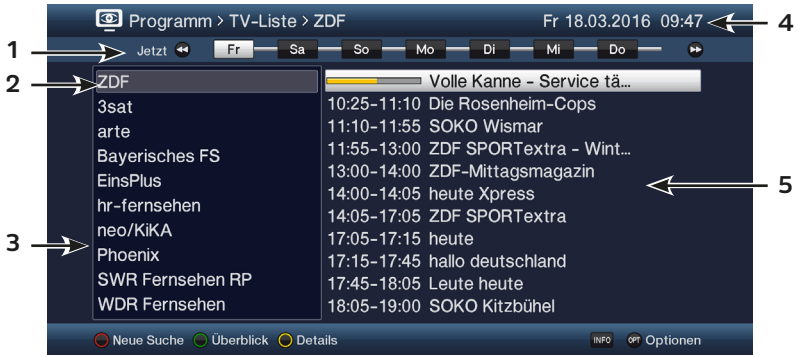 Programm > TV-Liste > ZDF Fr 18.03.2016 09:47
4
1
Jetzt Fr Sa So Mo Di Mi Do
2
ZDF
3sat
arte
Bayerisches FS
EinsPlus
hr-fernsehen
neo/KiKA
3
Phoenix
SWR Fernsehen RP
WDR Fernsehen
Volle Kanne - Service tä...
10:25-11:10 Die Rosenheim-Cops
11:10-11:55 SOKO Wismar
11:55-13:00 ZDF SPORTextra - Wint...
13:00-14:00 ZDF-Mittagsmagazin
5
14:00-14:05 heute Xpress
14:05-17:05 ZDF SPORTextra
17:05-17:15 heute
17:15-17:45 hallo deutschland
17:45-18:05 Leute heute
18:05-19:00 SOKO Kitzbühel
Neue Suche Überblick Details INFO OPT Optionen